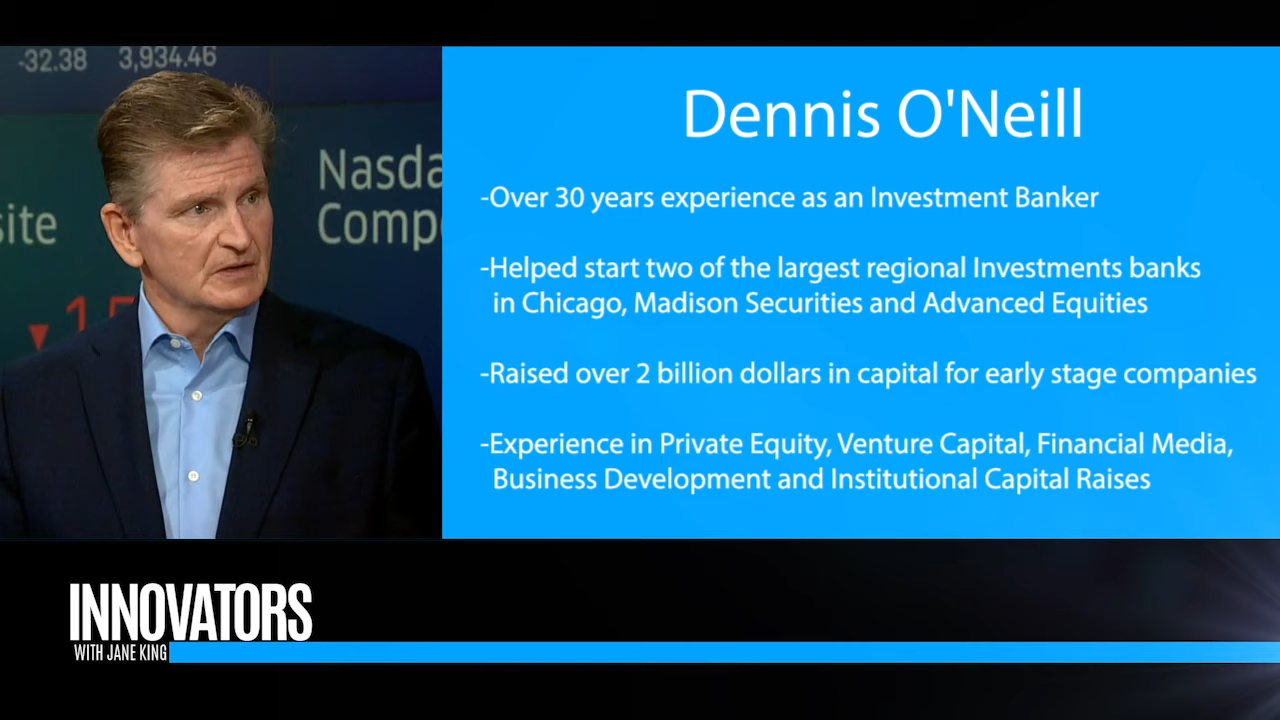 -32.38 3,934.46
Nasda
Comp
site
▼15
Dennis O'Neill
-Over 30 years experience as an Investment Banker
-Helped start two of the largest regional Investments banks
in Chicago, Madison Securities and Advanced Equities
-Raised over 2 billion dollars in capital for early stage companies
-Experience in Private Equity, Venture Capital, Financial Media,
Business Development and Institutional Capital Raises
INNOVATORS
WITH JANE KING